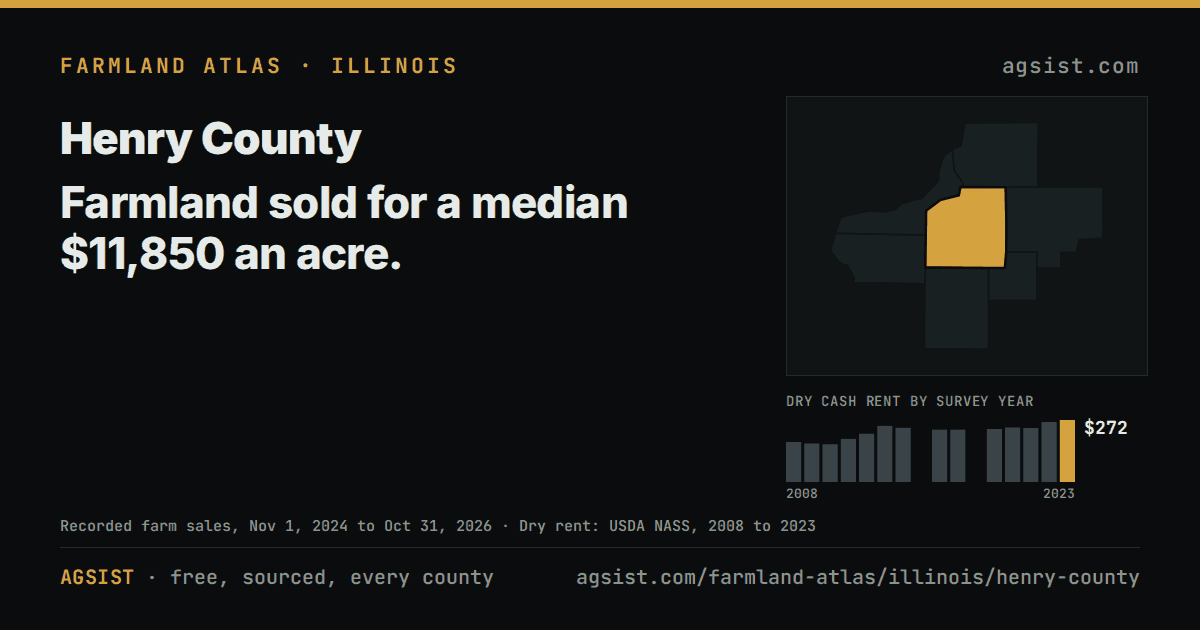 FARMLAND ATLAS · ILLINOIS
agsist.com
Henry County
Farmland sold for a median
$11,850 an acre.
DRY CASH RENT BY SURVEY YEAR
$272
2008 2023
Recorded farm sales, Nov 1, 2024 to Oct 31, 2026 · Dry rent: USDA NASS, 2008 to 2023
AGSIST · free, sourced, every county
agsist.com/farmland-atlas/illinois/henry-county